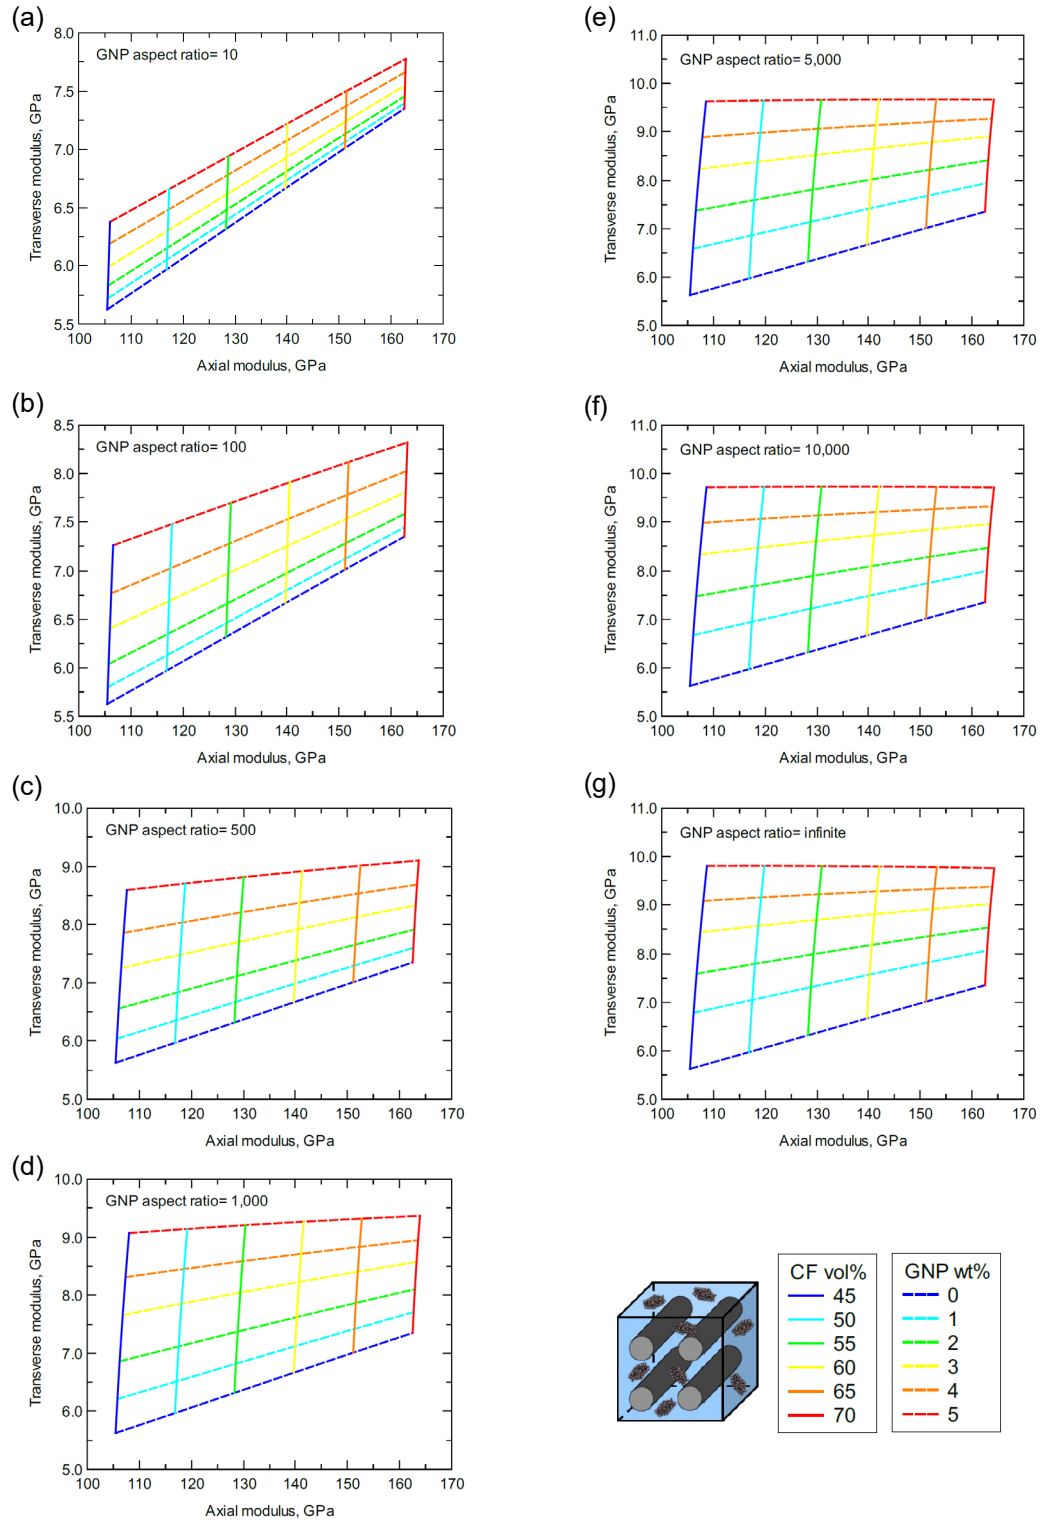 (a)
8.0
GNP aspect ratio= 10
7.5
7.0
6.5
6.0
5.5
100 110 120 130 140 150 160 170
Transverse modulus, GPa
Axial modulus, GPa
(b)
8.5
GNP aspect ratio= 100
8.0
7.5
7.0
6.5
6.0
5.5
100 110 120 130 140 150 160 170
Transverse modulus, GPa
Axial modulus, GPa
(c)
10.0
GNP aspect ratio= 500
9.0
8.0
7.0
6.0
5.0
100 110 120 130 140 150 160 170
Transverse modulus, GPa
Axial modulus, GPa
(d)
10.0
GNP aspect ratio= 1,000
9.0
8.0
7.0
6.0
5.0
100 110 120 130 140 150 160 170
Transverse modulus, GPa
Axial modulus, GPa
(e)
11.0
GNP aspect ratio= 5,000
10.0
9.0
8.0
7.0
6.0
5.0
100 110 120 130 140 150 160 170
Transverse modulus, GPa
Axial modulus, GPa
(f)
11.0
GNP aspect ratio= 10,000
10.0
9.0
8.0
7.0
6.0
5.0
100 110 120 130 140 150 160 170
Transverse modulus, GPa
Axial modulus, GPa
(g)
11.0
GNP aspect ratio= infinite
10.0
9.0
8.0
7.0
6.0
5.0
100 110 120 130 140 150 160 170
Transverse modulus, GPa
Axial modulus, GPa
CF vol%
45
50
55
60
65
70
GNP wt%
0
1
2
3
4
5